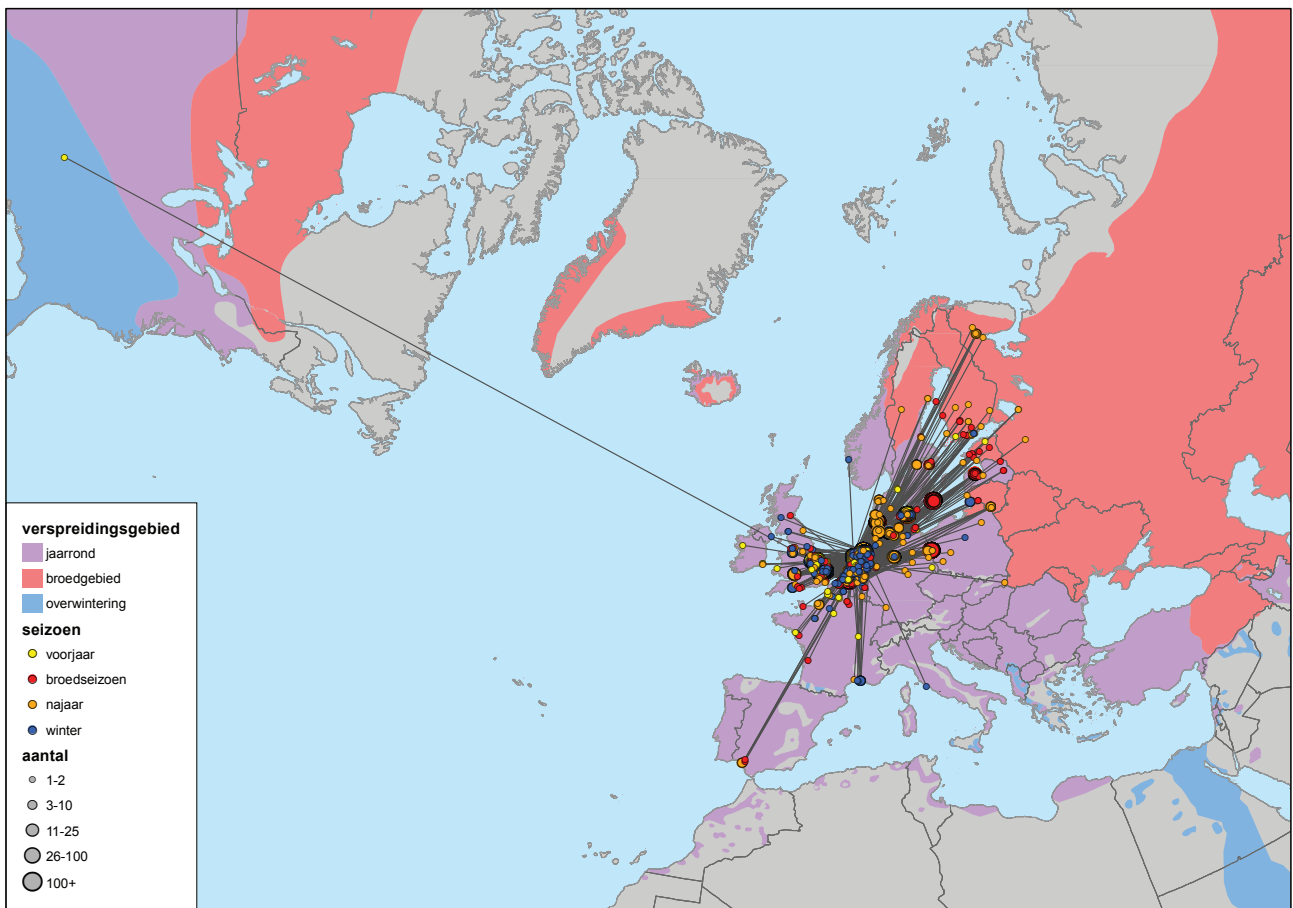 verspreidingsgebied
jaarrond
broedgebied
overwintering
seizoen
voorjaar
broedseizoen
najaar
winter
aantal
1-2
3-10
11-25
26-100
100+